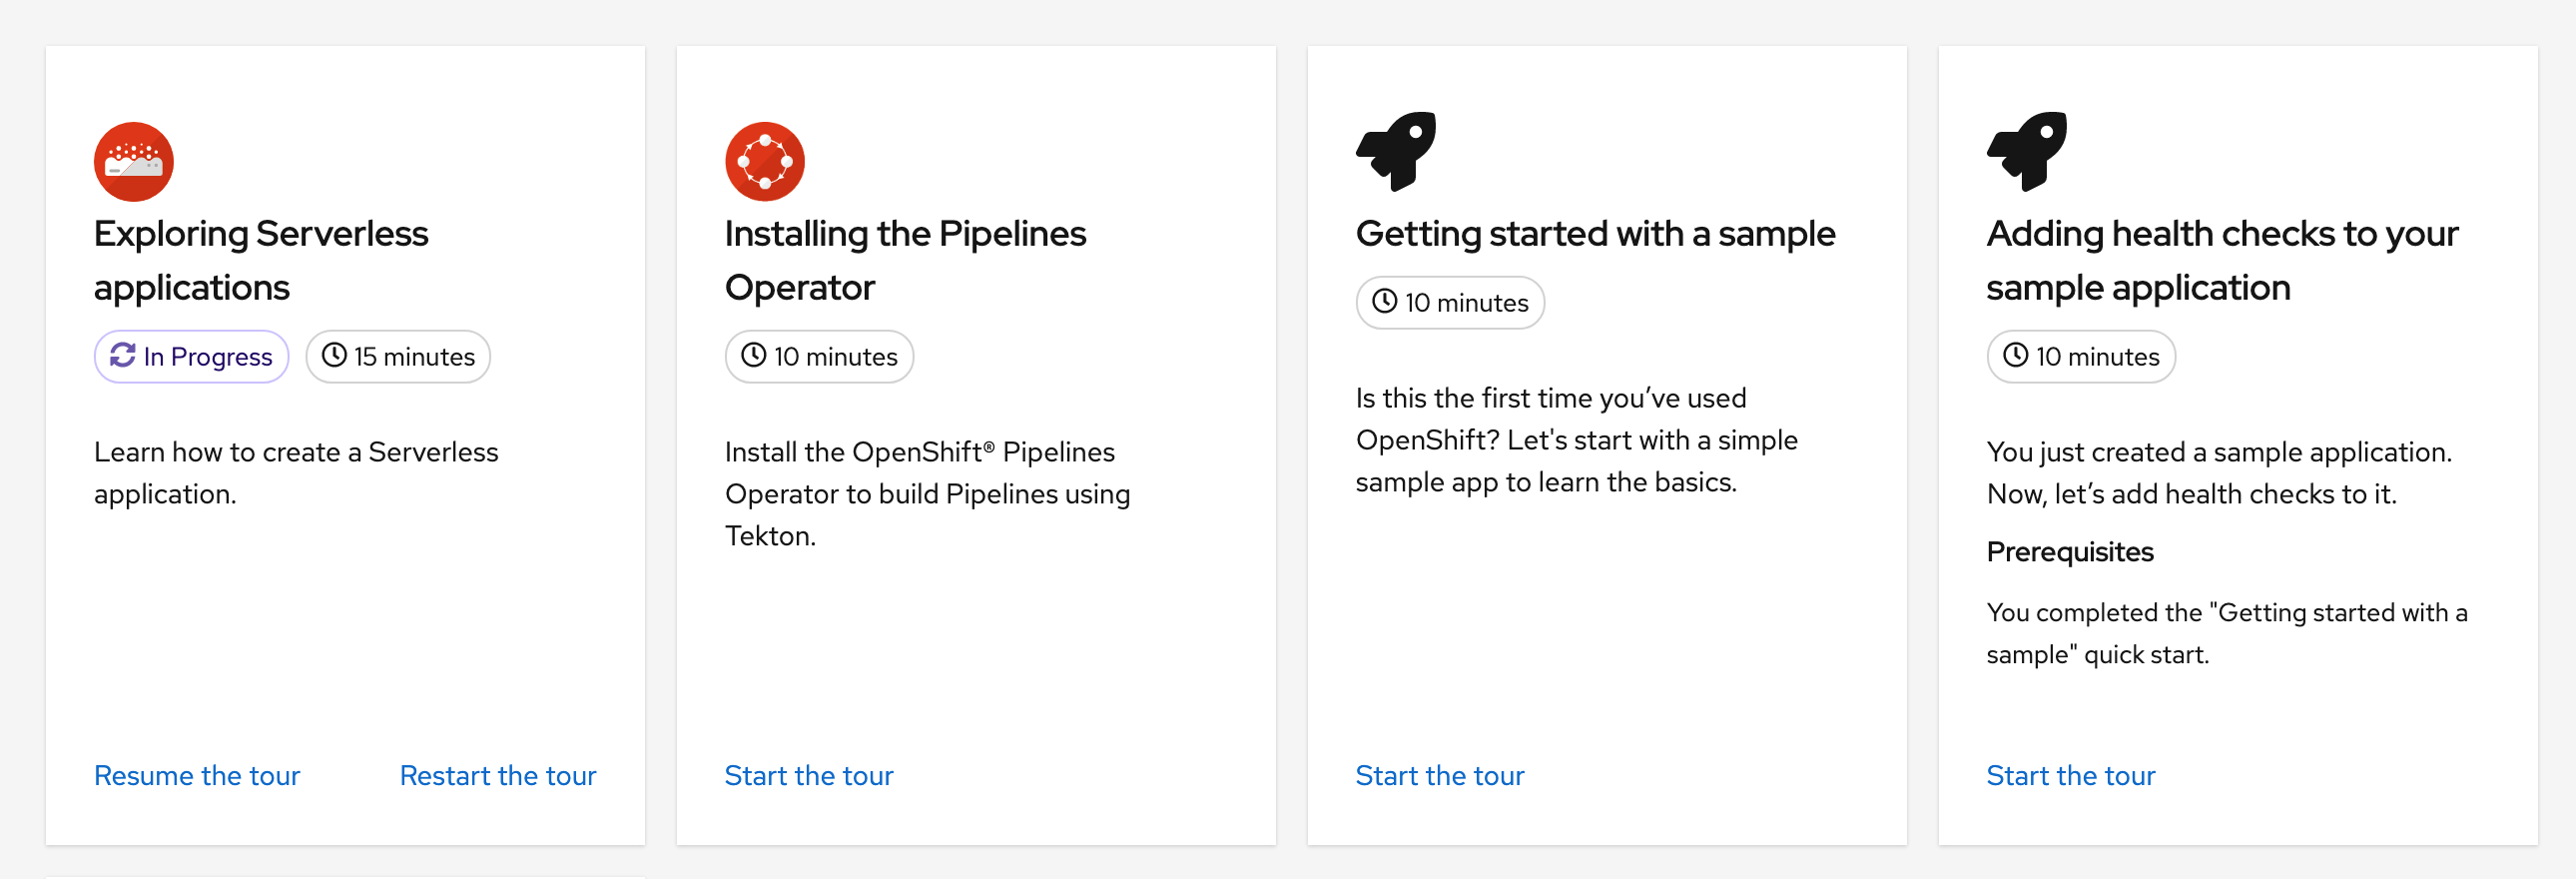 Exploring Serverless
applications
In Progress
15 minutes
Learn how to create a Serverless
application.
Resume the tour
Restart the tour
Installing the Pipelines
Operator
10 minutes
Install the OpenShift® Pipelines
Operator to build Pipelines using
Tekton.
Start the tour
Getting started with a sample
10 minutes
Is this the first time you’ve used
OpenShift? Let's start with a simple
sample app to learn the basics.
Start the tour
Adding health checks to your
sample application
10 minutes
You just created a sample application.
Now, let’s add health checks to it.
Prerequisites
You completed the "Getting started with a
sample" quick start.
Start the tour